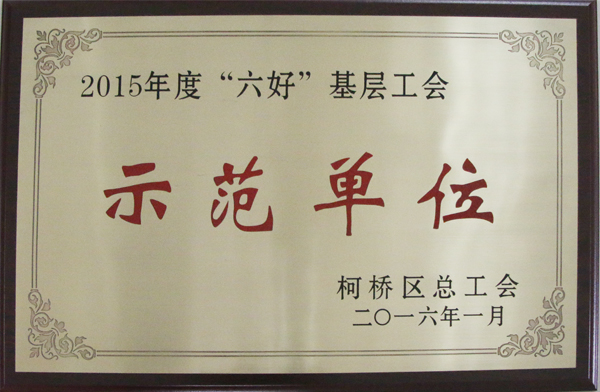 2015年度“六好”基层工会
示范单位
柯桥区总工会
二〇一六年一月